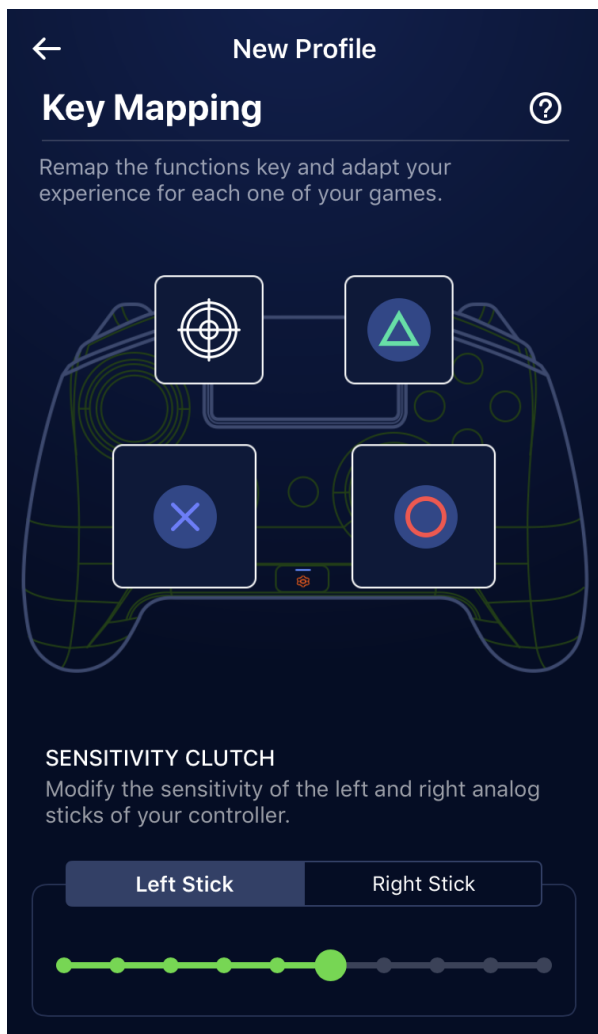 New Profile
Key Mapping
Remap the functions key and adapt your
experience for each one of your games.
SENSITIVITY CLUTCH
Modify the sensitivity of the left and right analog
sticks of your controller.
Left Stick
Right Stick